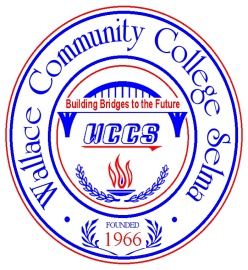 Wallace Community College Selma
Building Bridges to the Future
WCCS
FOUNDED
1966